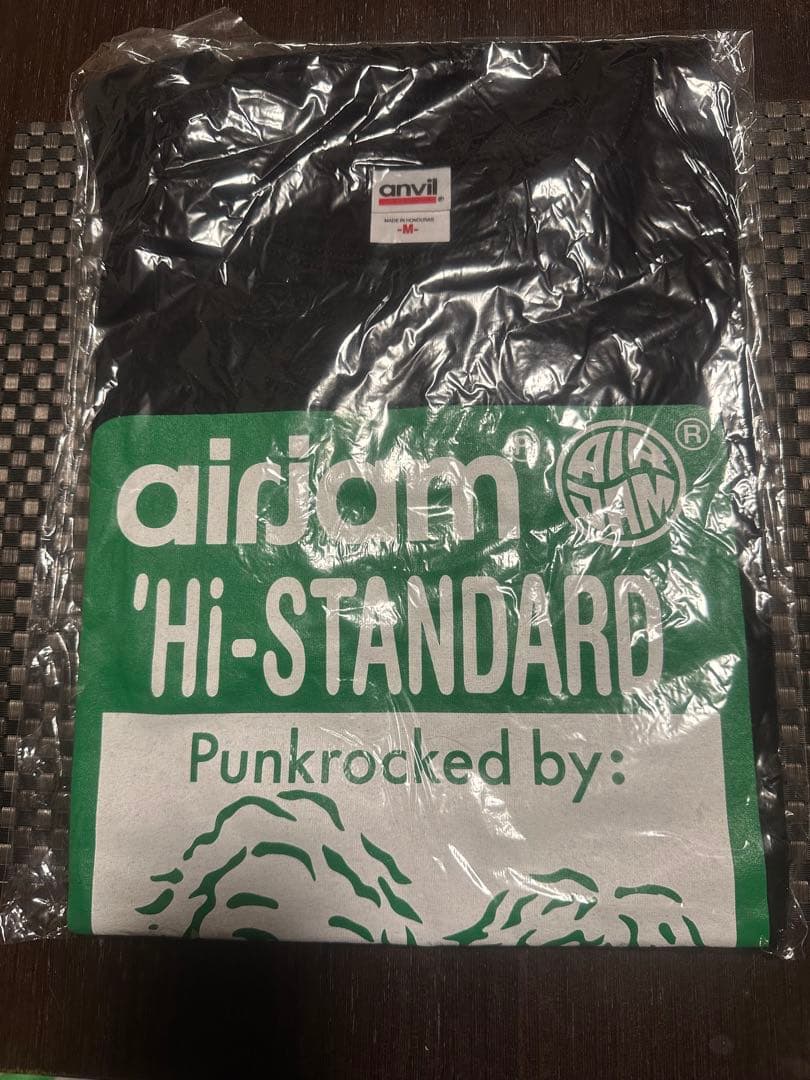 anvil®
MADE IN HONDURAS
-M-
airjam® AIR JAM ®
'Hi-STANDARD
Punkrocked by: